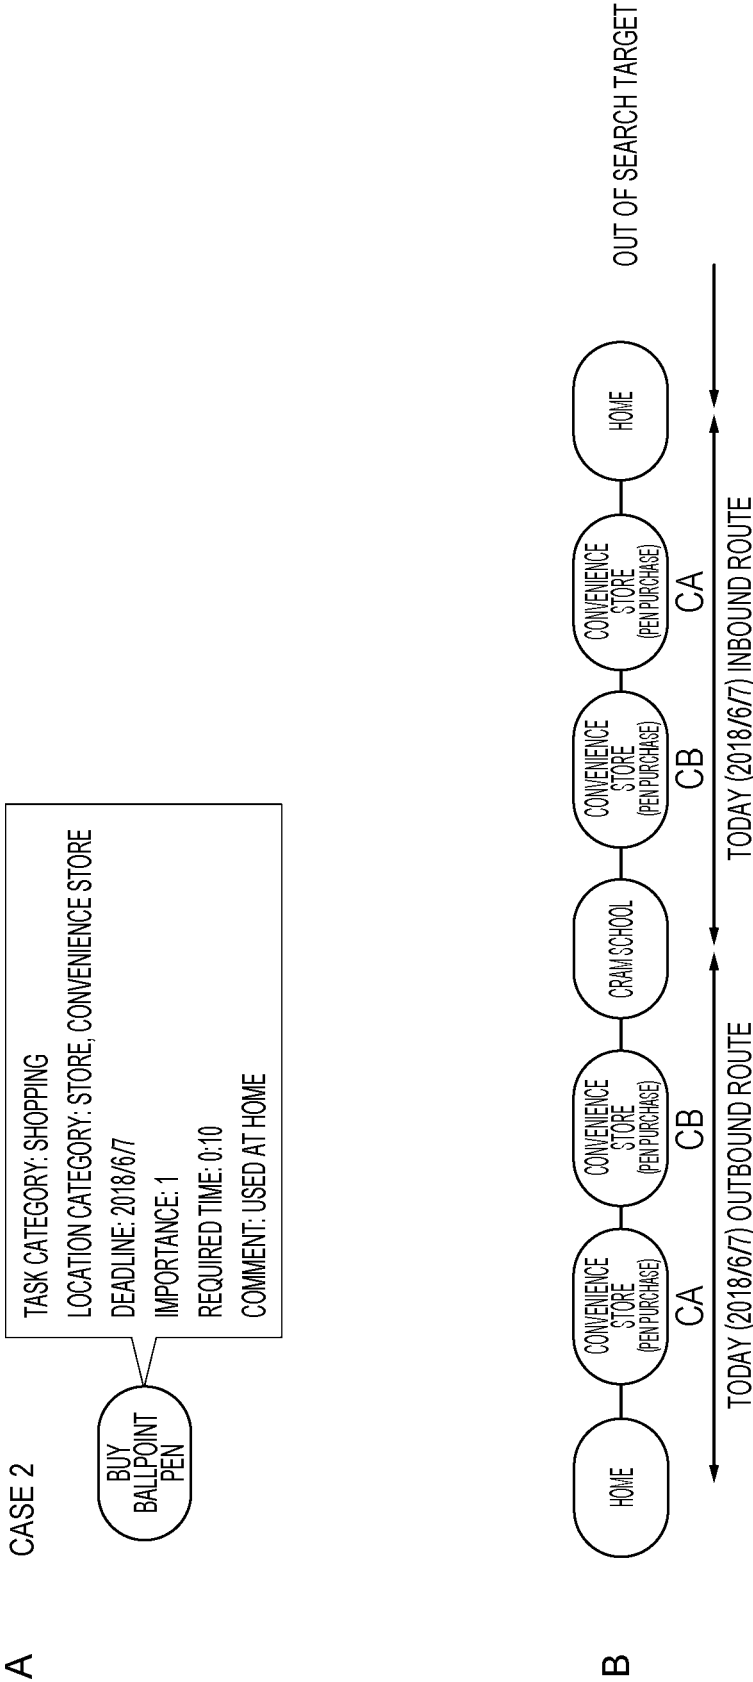 A
CASE 2
BUY
BALLPOINT
PEN
TASK CATEGORY: SHOPPING
LOCATION CATEGORY: STORE, CONVENIENCE STORE
DEADLINE: 2018/6/7
IMPORTANCE: 1
REQUIRED TIME: 0:10
COMMENT: USED AT HOME
B
HOME
CONVENIENCE
STORE
(PEN PURCHASE)
CA
CONVENIENCE
STORE
(PEN PURCHASE)
CB
CRAM SCHOOL
CONVENIENCE
STORE
(PEN PURCHASE)
CB
CONVENIENCE
STORE
(PEN PURCHASE)
CA
HOME
OUT OF SEARCH TARGET
TODAY (2018/6/7) OUTBOUND ROUTE
TODAY (2018/6/7) INBOUND ROUTE